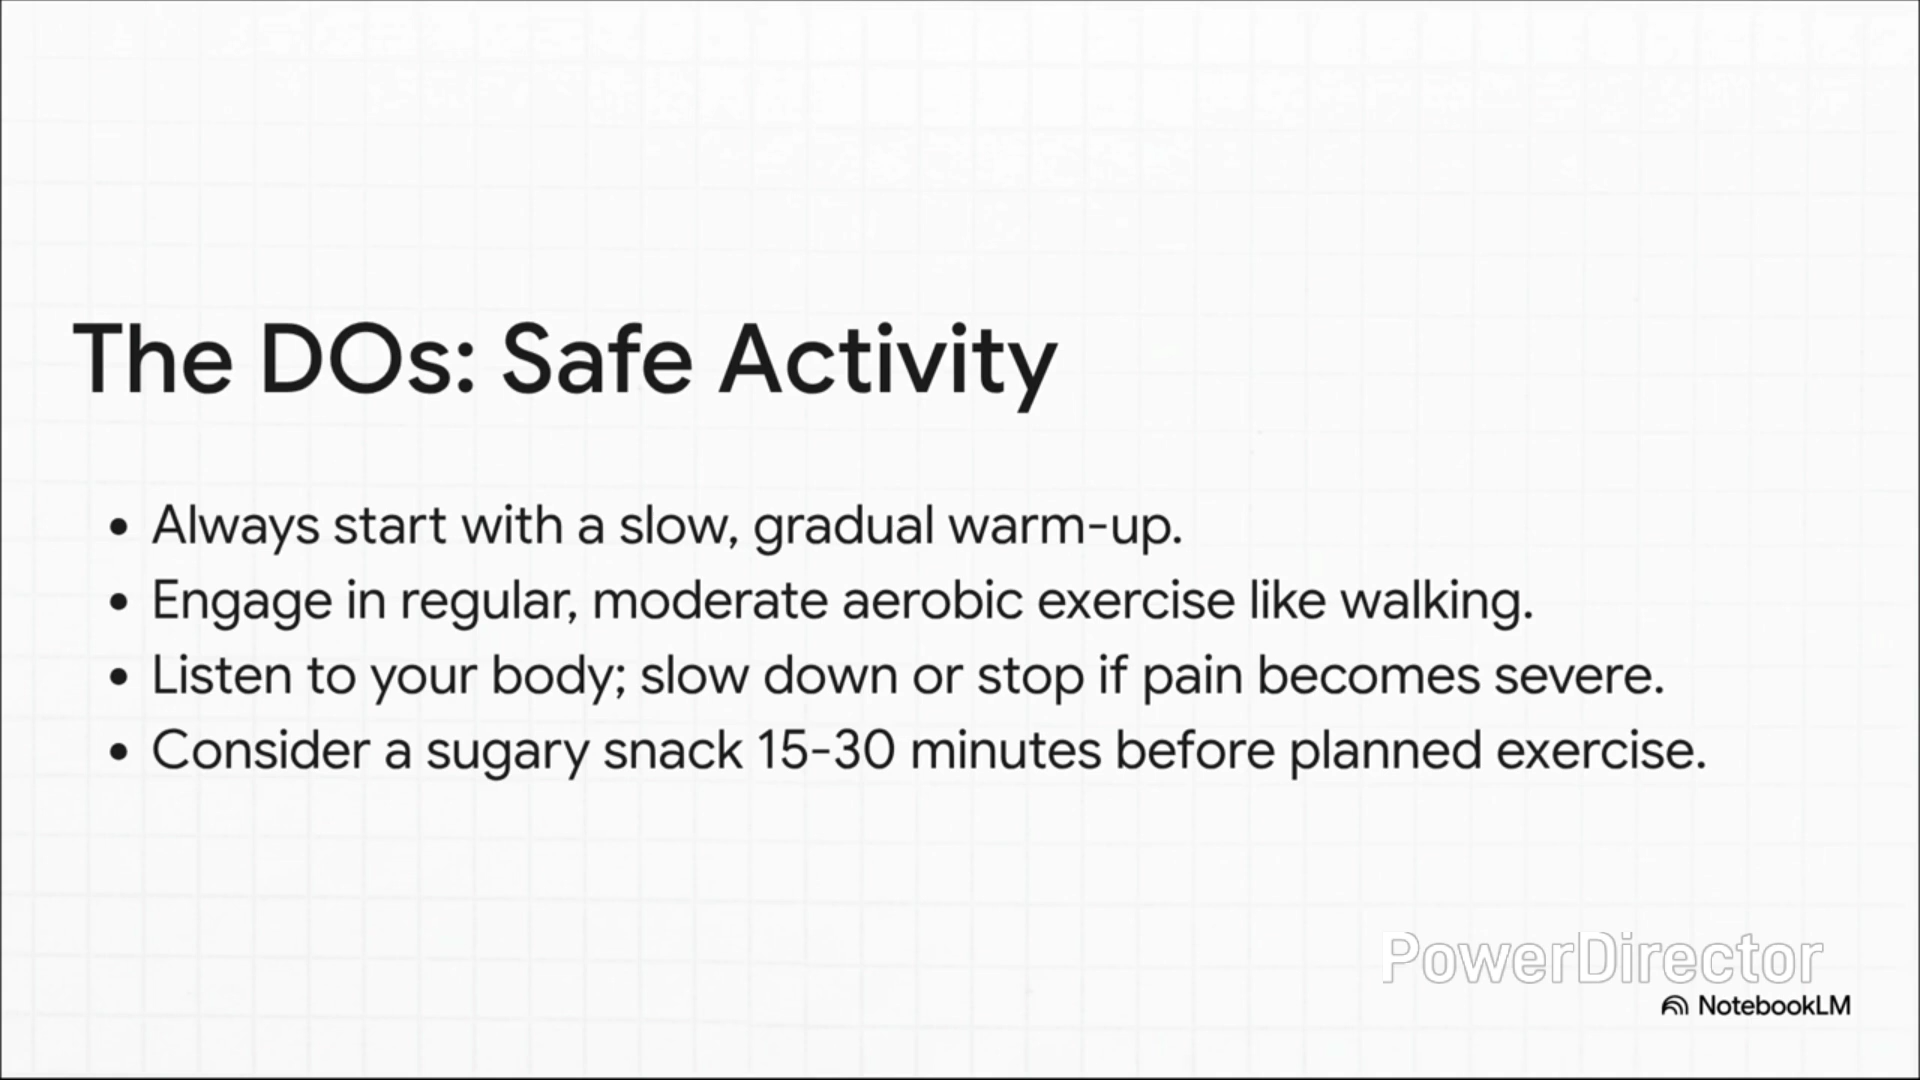 The DOs: Safe Activity
• Always start with a slow, gradual warm-up.
• Engage in regular, moderate aerobic exercise like walking.
• Listen to your body; slow down or stop if pain becomes severe.
• Consider a sugary snack 15-30 minutes before planned exercise.
PowerDirector
NotebookLM